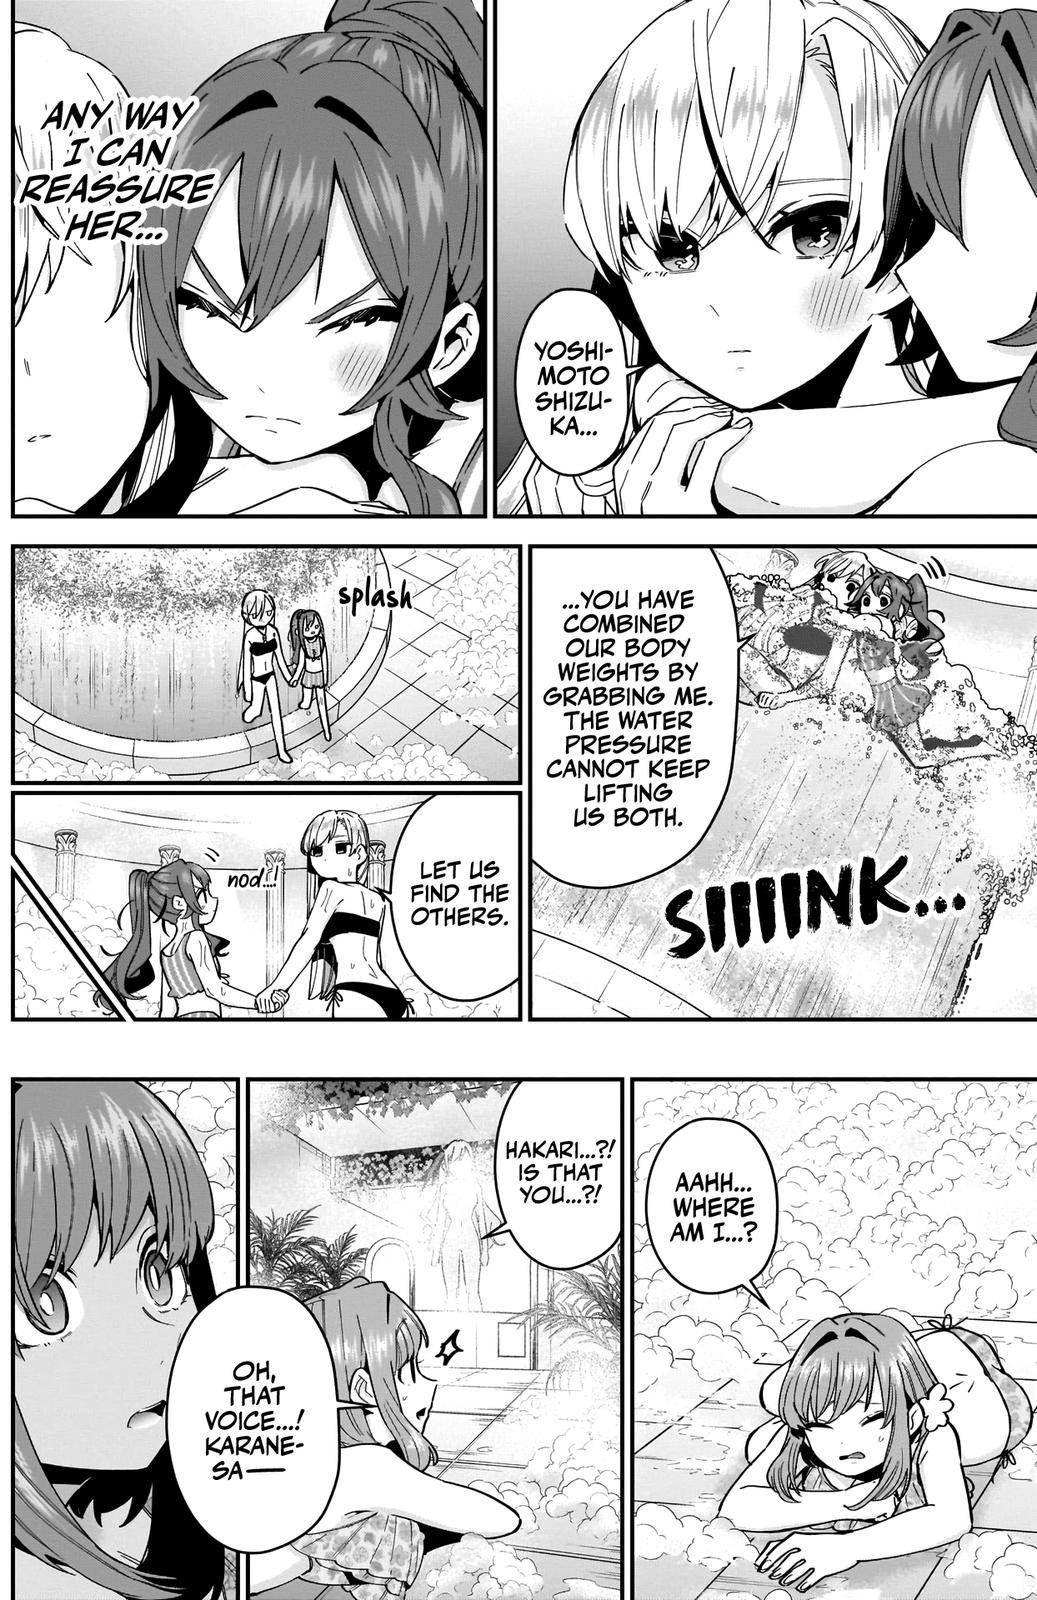 YOSHI-
MOTO
SHIZU-
KA...
ANY WAY
I CAN
REASSURE
HER...
...YOU HAVE
COMBINED
OUR BODY
WEIGHTS BY
GRABBING ME.
THE WATER
PRESSURE
CANNOT KEEP
LIFTING
US BOTH.
SIIIINK...
splash
LET US
FIND THE
OTHERS.
nod...!
AAHH...
WHERE
AM I...?
HAKARI...?!
IS THAT
YOU...?!
OH,
THAT
VOICE...!
KARANE-
SA—